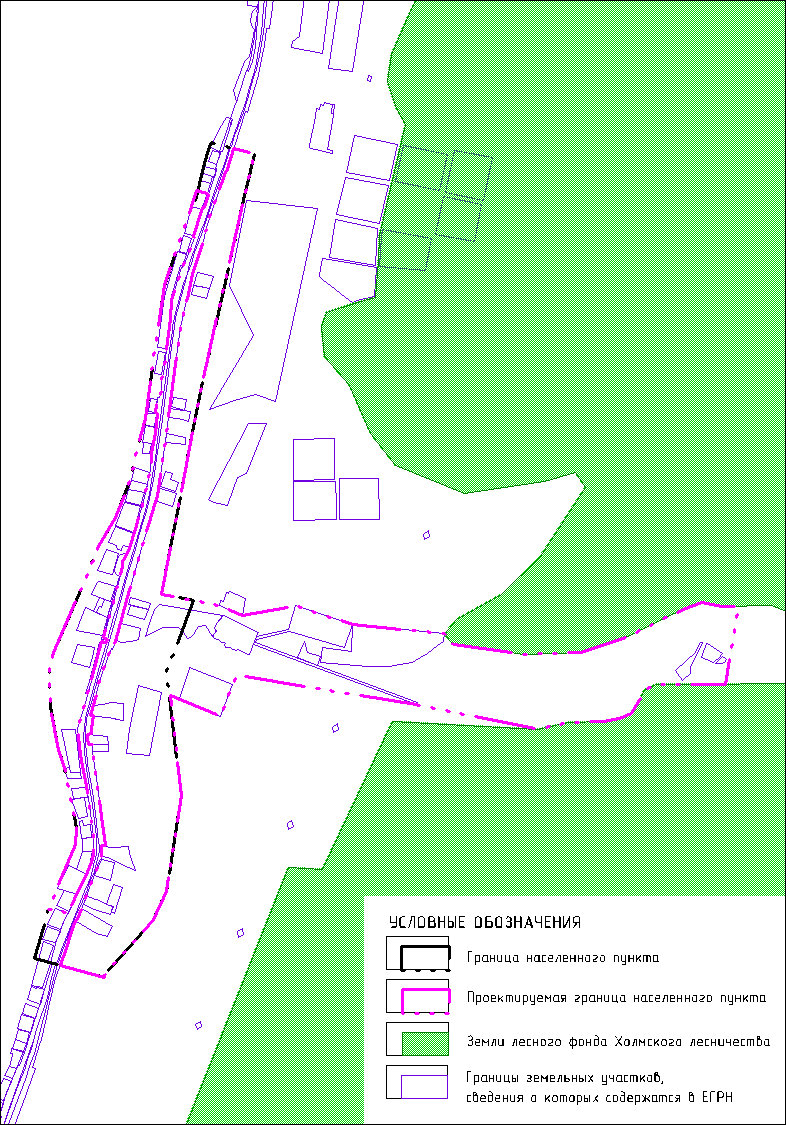 УСЛОВНЫЕ ОБОЗНАЧЕНИЯ
Граница населенного пункта
Проектируемая граница населенного пункта
Земли лесного фонда Холмского лесничества
Границы земельных участков,
сведения о которых содержатся в ЕГРН